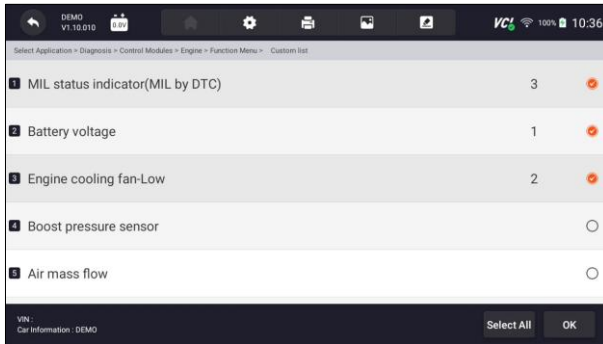 DEMO
V1.10.010
0.8V
VCI 100% 10:36
Select Application > Diagnosis > Control Modules > Engine > Function Menu > Custom list
1 MIL status indicator(MIL by DTC) 3
2 Battery voltage 1
3 Engine cooling fan-Low 2
4 Boost pressure sensor
5 Air mass flow
VIN :
Car Information : DEMO
Select All OK